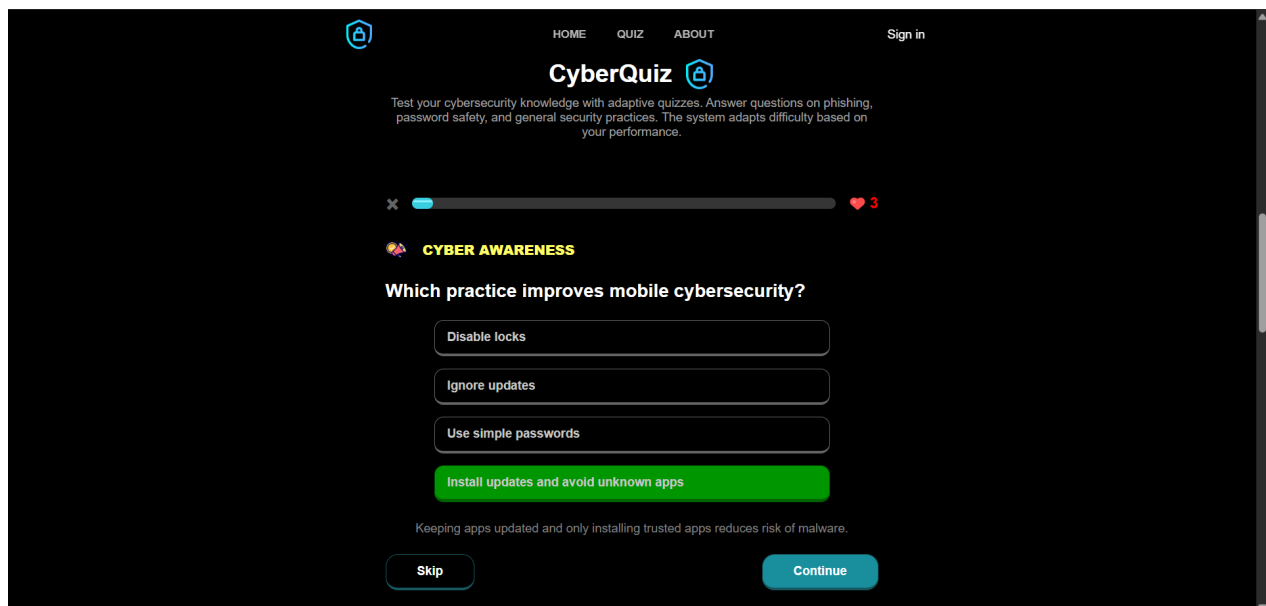 HOME QUIZ ABOUT Sign in
CyberQuiz
Test your cybersecurity knowledge with adaptive quizzes. Answer questions on phishing,
password safety, and general security practices. The system adapts difficulty based on
your performance.
3
CYBER AWARENESS
Which practice improves mobile cybersecurity?
Disable locks
Ignore updates
Use simple passwords
Install updates and avoid unknown apps
Keeping apps updated and only installing trusted apps reduces risk of malware.
Skip Continue